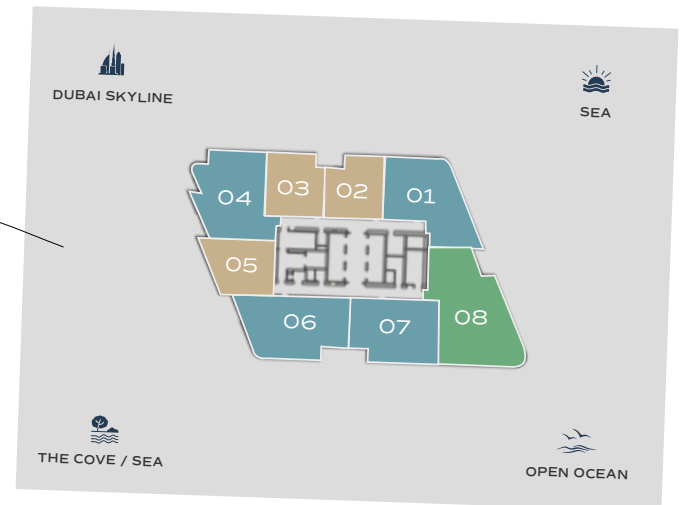 DUBAI SKYLINE
SEA
04
03
02
01
05
06
07
08
THE COVE / SEA
OPEN OCEAN